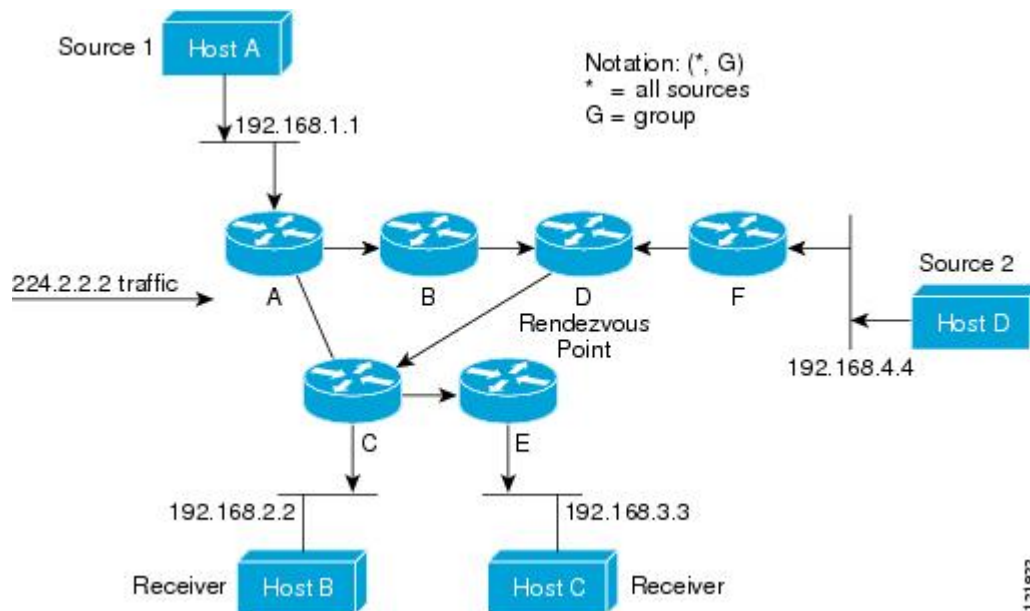 Source 1
Host A
Notation: (*, G)
* = all sources
G = group
192.168.1.1
224.2.2.2 traffic
A
B
D
Rendezvous
Point
F
Source 2
Host D
192.168.4.4
C
E
192.168.2.2
192.168.3.3
Receiver
Host B
Host C
Receiver